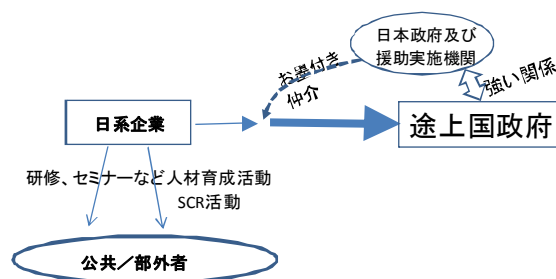 日本政府及び
援助実施機関
お墨付き
仲介
強い関係
日系企業
途上国政府
研修、セミナーなど人材育成活動
SCR活動
公共／部外者